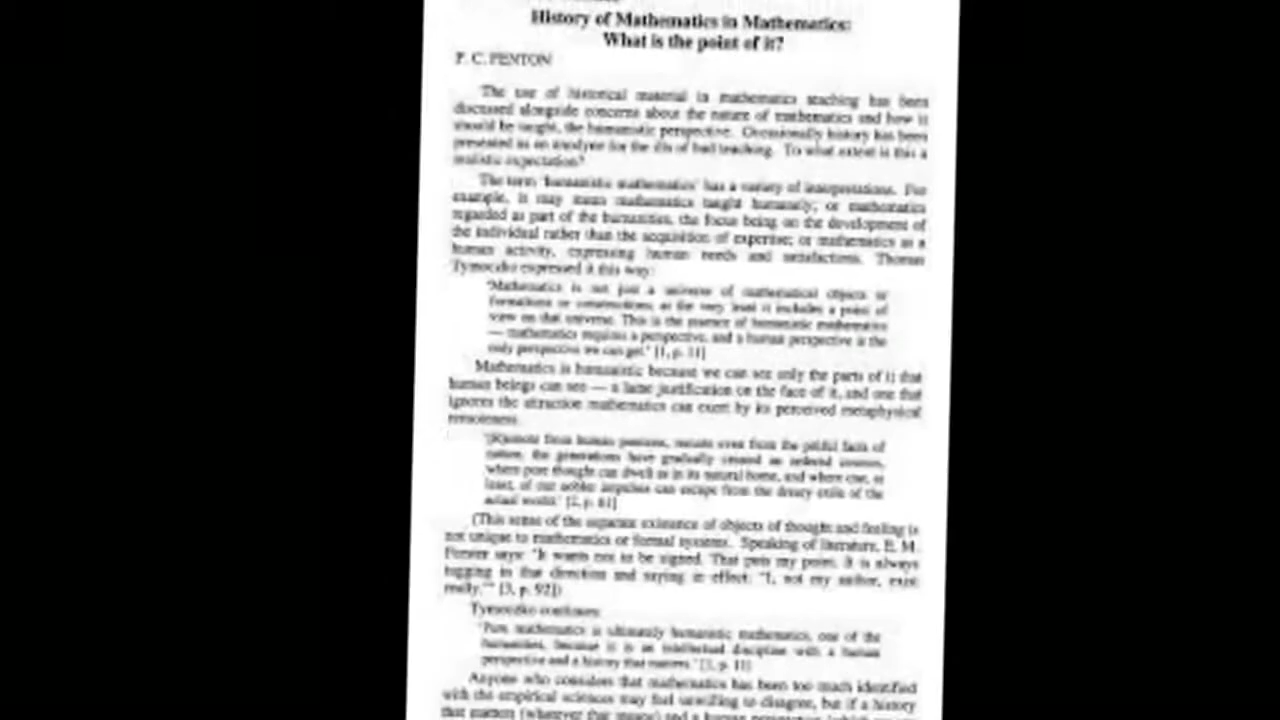 History of Mathematics in Mathematics:
What is the point of it?
P. C. FENTON
The use of historical material in mathematics teaching has been
discussed alongside concerns about the nature of mathematics and how it
should be taught, the humanistic perspective. Occasionally history has been
presented as an anodyne for the ills of bad teaching. To what extent is this a
realistic expectation?
The term 'humanistic mathematics' has a variety of interpretations. For
example, it may mean mathematics taught humanely; or mathematics
regarded as part of the humanities, the focus being on the development of
the individual rather than the acquisition of expertise; or mathematics as a
human activity, expressing human needs and satisfactions. Thomas
Tymoczko expressed it this way:
'Mathematics is not just a universe of mathematical objects or
formations or constructions; at the very least it includes a point of
view on that universe. This is the essence of humanistic mathematics
— mathematics requires a perspective, and a human perspective is the
only perspective we can get.' [1, p. 11]
Mathematics is humanistic because we can see only the parts of it that
human beings can see — a lame justification on the face of it, and one that
ignores the attraction mathematics can exert by its perceived metaphysical
remoteness.
'[R]emote from human passions, remote even from the pitiful facts of
nature, the generations have gradually created an ordered cosmos,
where pure thought can dwell as in its natural home, and where one, at
least, of our nobler impulses can escape from the dreary exile of the
actual world.' [2, p. 61]
(This sense of the separate existence of objects of thought and feeling is
not unique to mathematics or formal systems. Speaking of literature, E. M.
Forster says: "It wants not to be signed. That puts my point. It is always
tugging in that direction and saying in effect: "I, not my author, exist
really."' [3, p. 92])
Tymoczko continues:
'Pure mathematics is ultimately humanistic mathematics, one of the
humanities, because it is an intellectual discipline with a human
perspective and a history that matters.' [1, p. 11]
Anyone who considers that mathematics has been too much identified
with the empirical sciences may feel unwilling to disagree, but if a history
that matters (whatever that means) and a human perspective